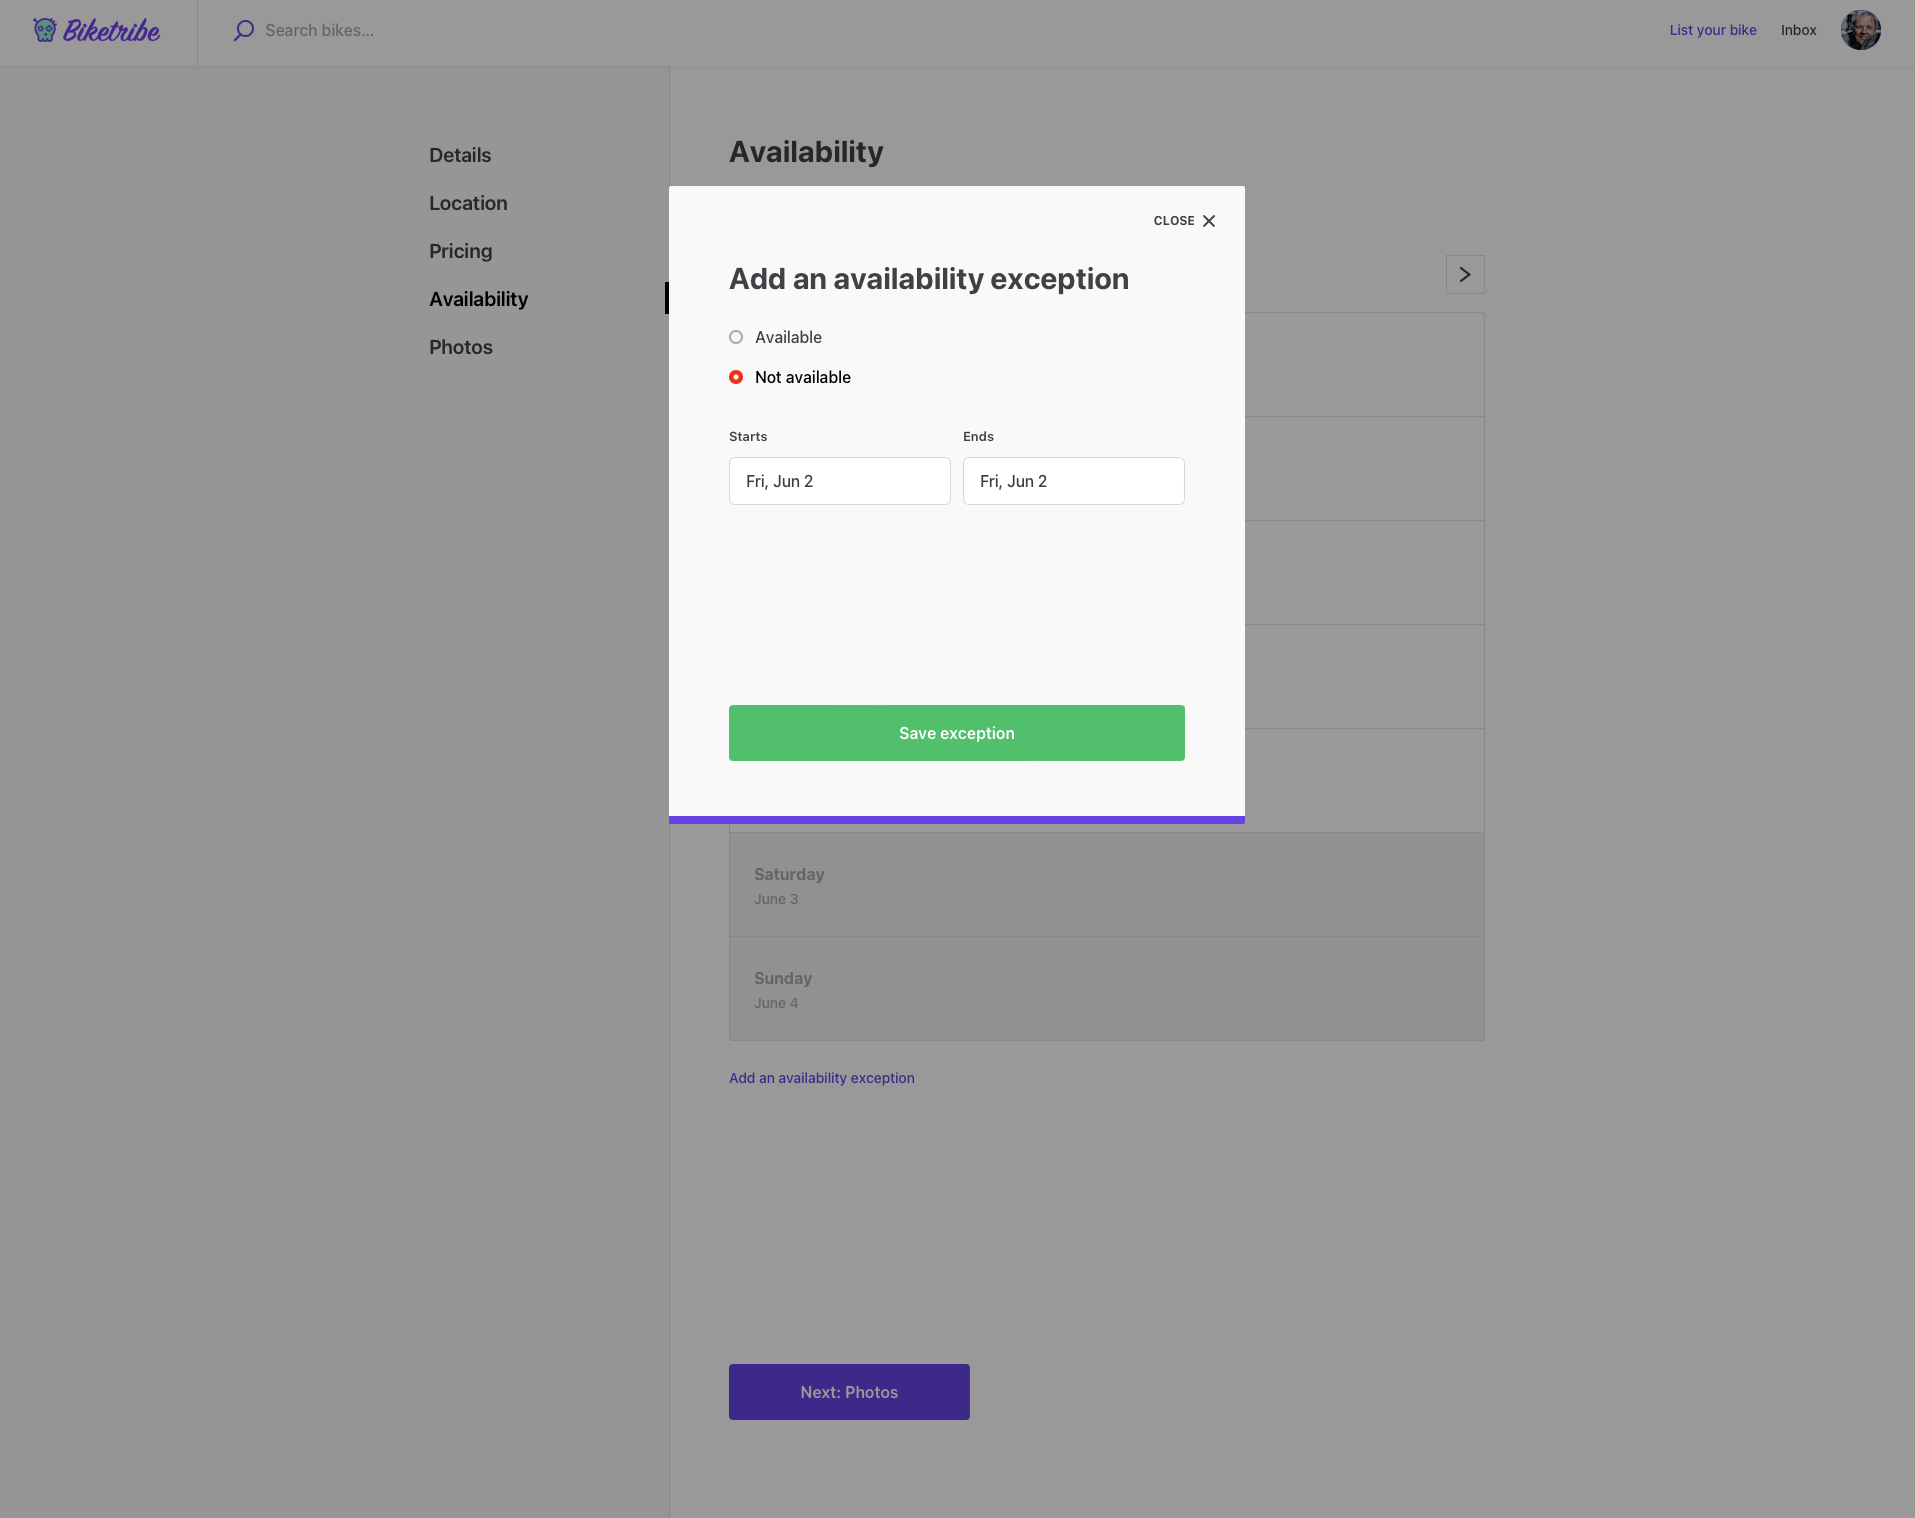 Biketribe
Search bikes...
List your bike
Inbox
Details
Location
Pricing
Availability
Photos
Availability
CLOSE
Add an availability exception
Available
Not available
Starts
Ends
Fri, Jun 2
Fri, Jun 2
Save exception
Saturday
June 3
Sunday
June 4
Add an availability exception
Next: Photos